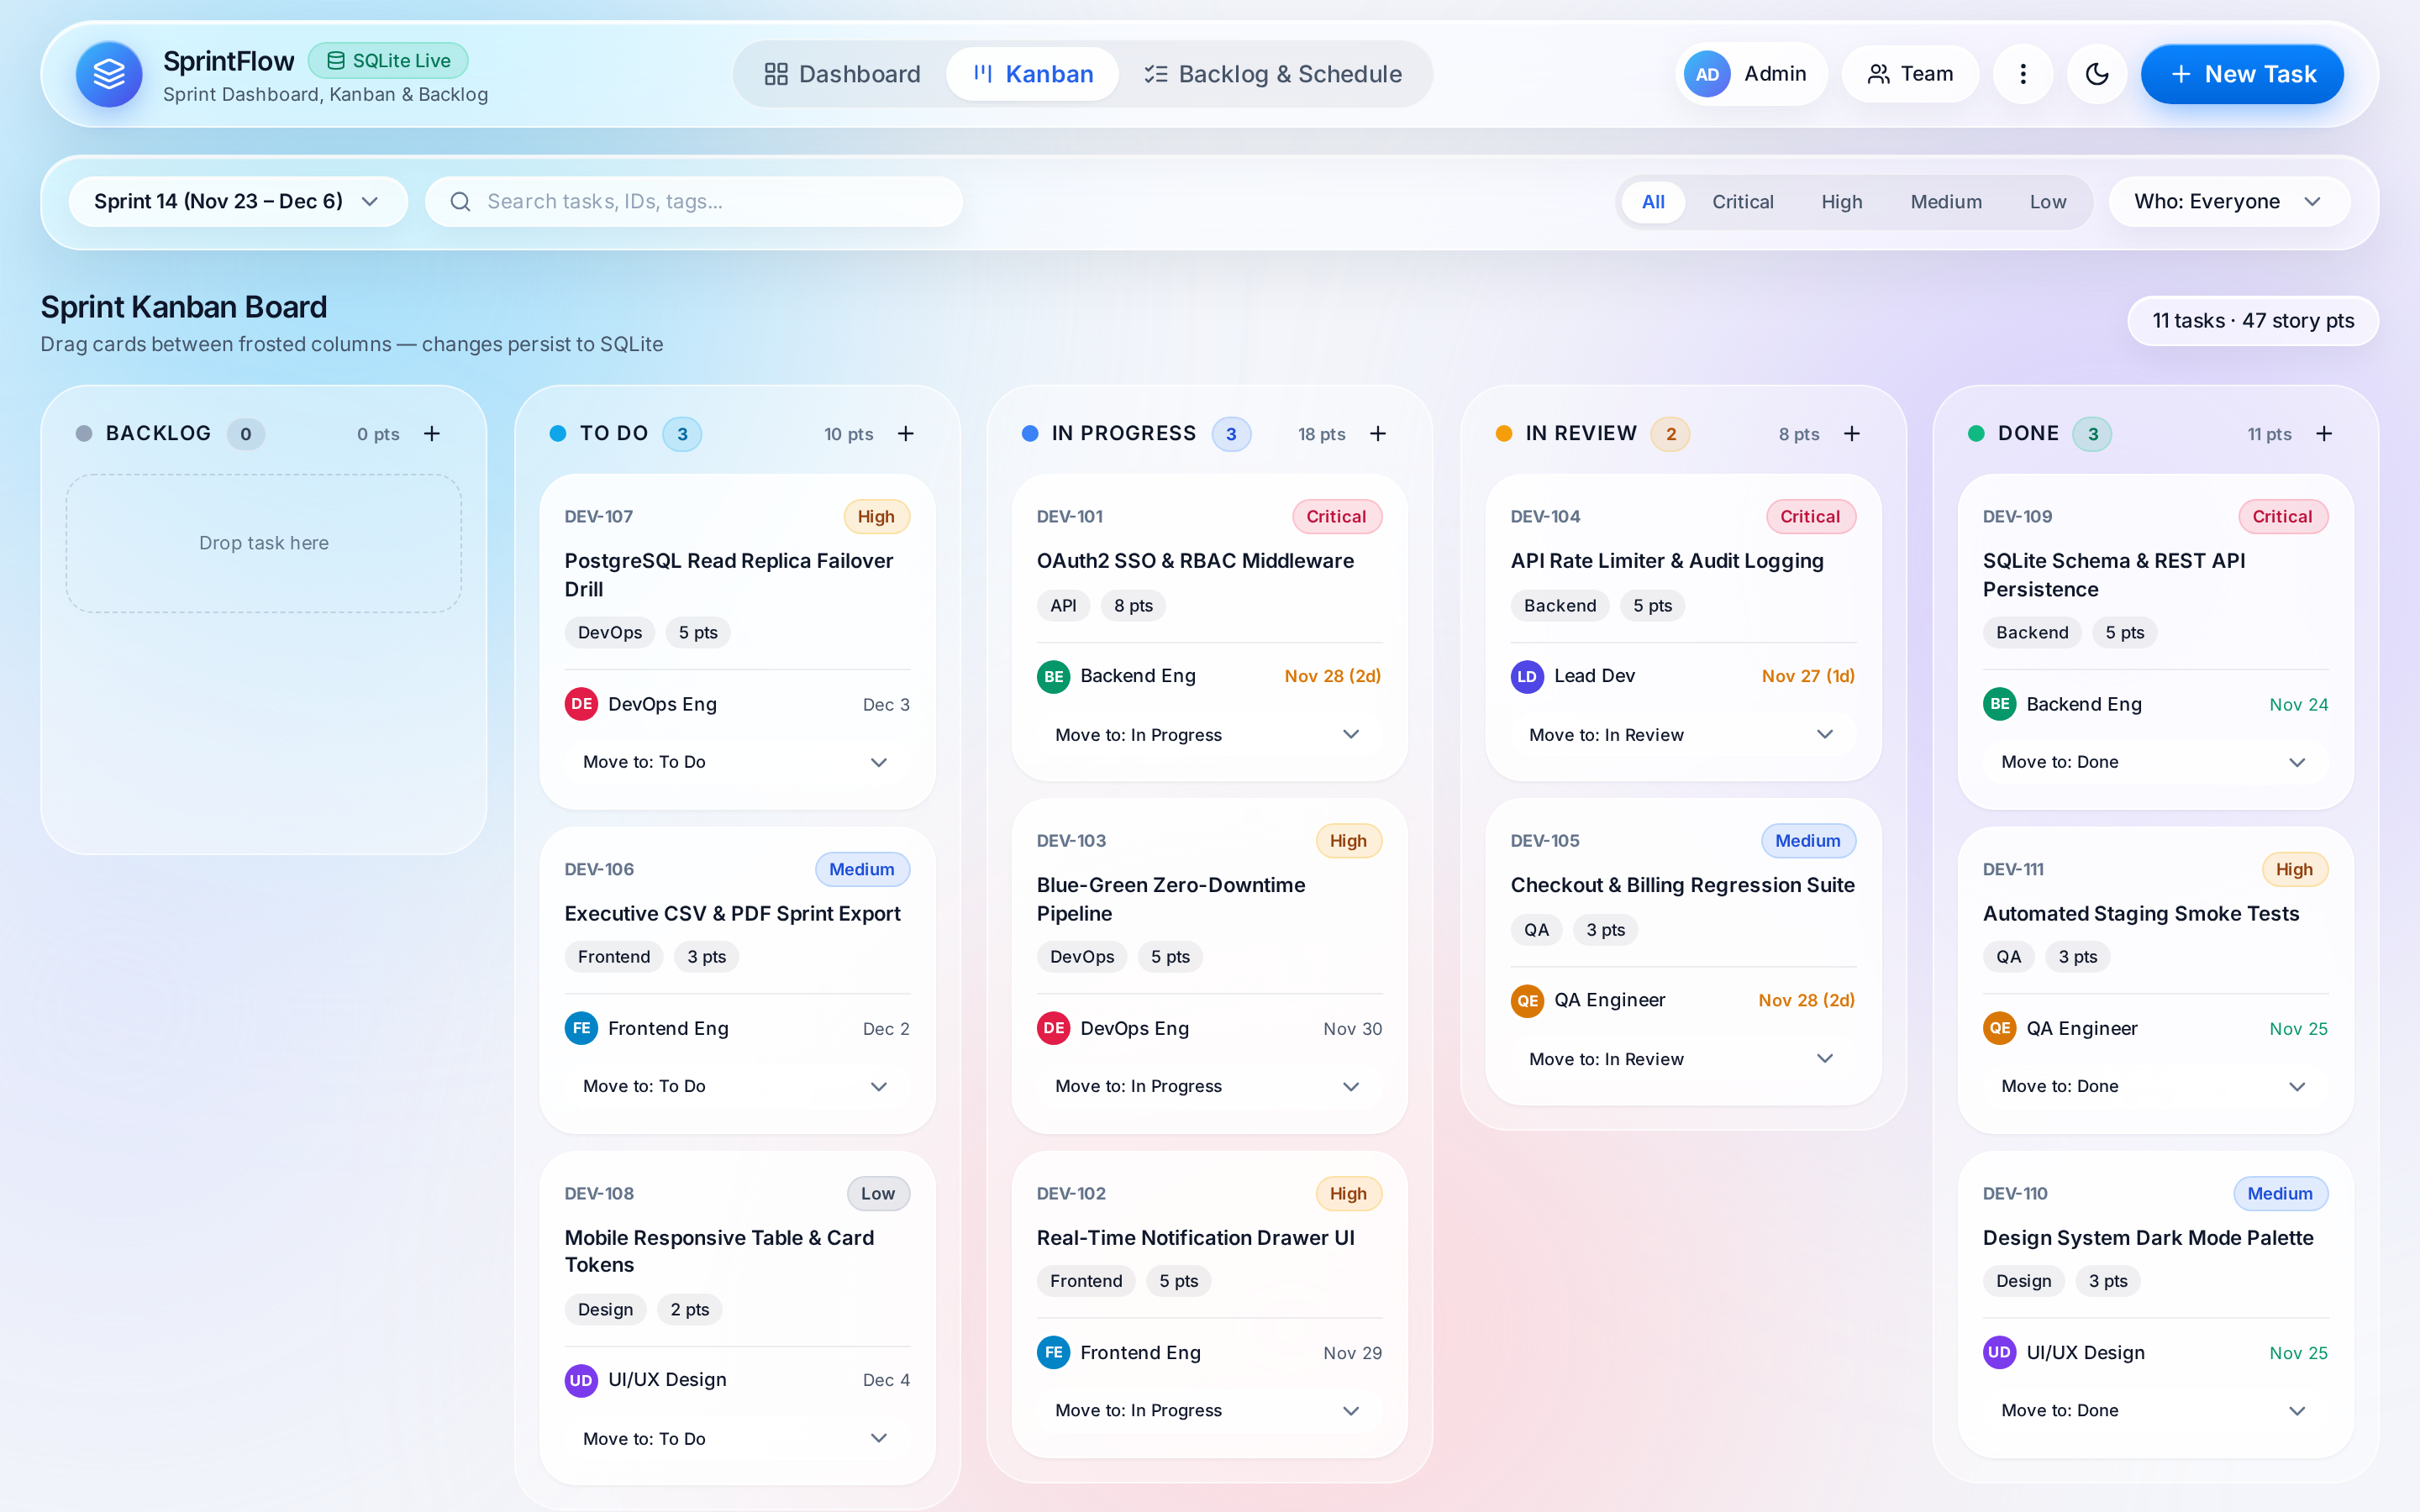 SprintFlow
SQLite Live
Sprint Dashboard, Kanban & Backlog
Dashboard
Kanban
Backlog & Schedule
AD
Admin
Team
New Task
Sprint 14 (Nov 23 – Dec 6)
Search tasks, IDs, tags...
All
Critical
High
Medium
Low
Who: Everyone
Sprint Kanban Board
Drag cards between frosted columns — changes persist to SQLite
11 tasks · 47 story pts
BACKLOG 0 0 pts
Drop task here
TO DO 3 10 pts
DEV-107 High
PostgreSQL Read Replica Failover
Drill
DevOps 5 pts
DE DevOps Eng Dec 3
Move to: To Do
DEV-106 Medium
Executive CSV & PDF Sprint Export
Frontend 3 pts
FE Frontend Eng Dec 2
Move to: To Do
DEV-108 Low
Mobile Responsive Table & Card
Tokens
Design 2 pts
UD UI/UX Design Dec 4
Move to: To Do
IN PROGRESS 3 18 pts
DEV-101 Critical
OAuth2 SSO & RBAC Middleware
API 8 pts
BE Backend Eng Nov 28 (2d)
Move to: In Progress
DEV-103 High
Blue-Green Zero-Downtime
Pipeline
DevOps 5 pts
DE DevOps Eng Nov 30
Move to: In Progress
DEV-102 High
Real-Time Notification Drawer UI
Frontend 5 pts
FE Frontend Eng Nov 29
Move to: In Progress
IN REVIEW 2 8 pts
DEV-104 Critical
API Rate Limiter & Audit Logging
Backend 5 pts
LD Lead Dev Nov 27 (1d)
Move to: In Review
DEV-105 Medium
Checkout & Billing Regression Suite
QA 3 pts
QE QA Engineer Nov 28 (2d)
Move to: In Review
DONE 3 11 pts
DEV-109 Critical
SQLite Schema & REST API
Persistence
Backend 5 pts
BE Backend Eng Nov 24
Move to: Done
DEV-111 High
Automated Staging Smoke Tests
QA 3 pts
QE QA Engineer Nov 25
Move to: Done
DEV-110 Medium
Design System Dark Mode Palette
Design 3 pts
UD UI/UX Design Nov 25
Move to: Done